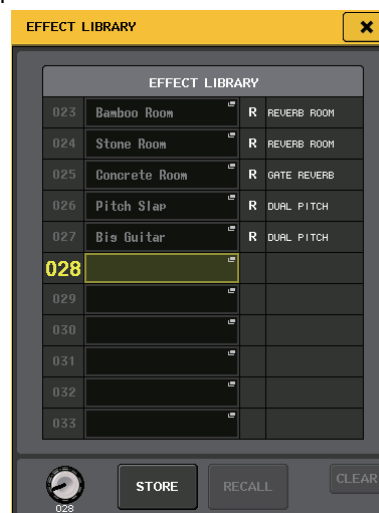 EFFECT LIBRARY
EFFECT LIBRARY
023 Bamboo Room R REVERB ROOM
024 Stone Room R REVERB ROOM
025 Concrete Room R GATE REVERB
026 Pitch Slap R DUAL PITCH
027 Big Guitar R DUAL PITCH
028
029
030
031
032
033
028 STORE RECALL CLEAR